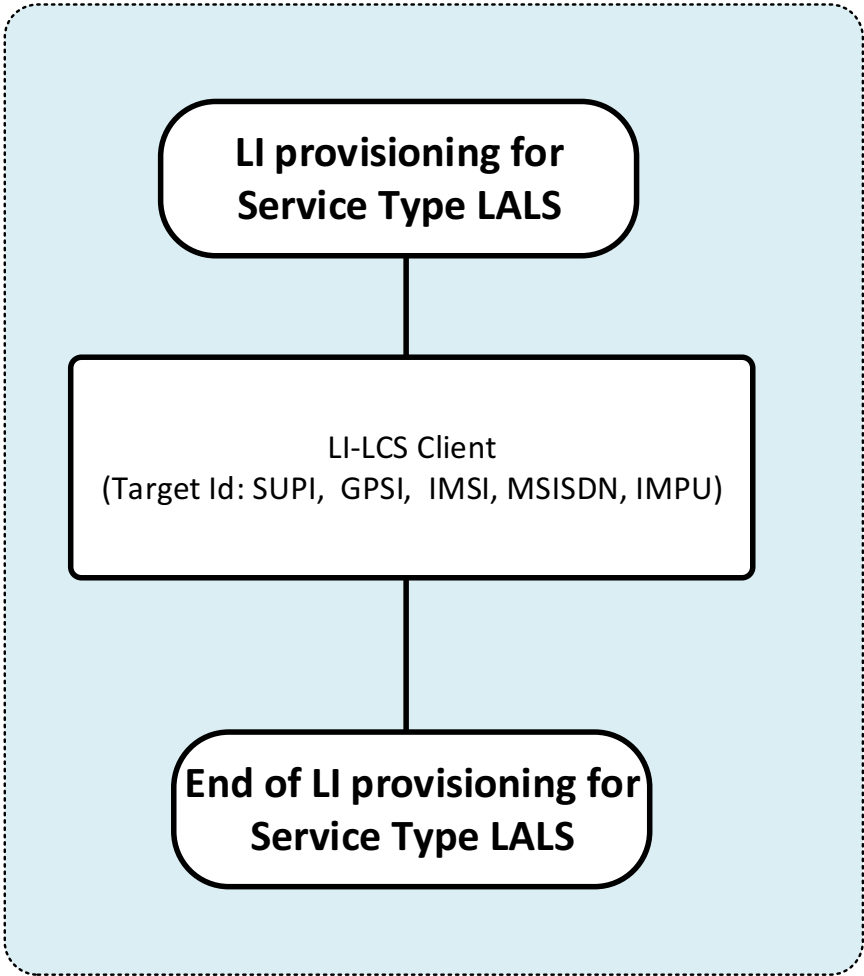 LI provisioning for
Service Type LALS
LI-LCS Client
(Target Id: SUPI, GPSI, IMSI, MSISDN, IMPU)
End of LI provisioning for
Service Type LALS